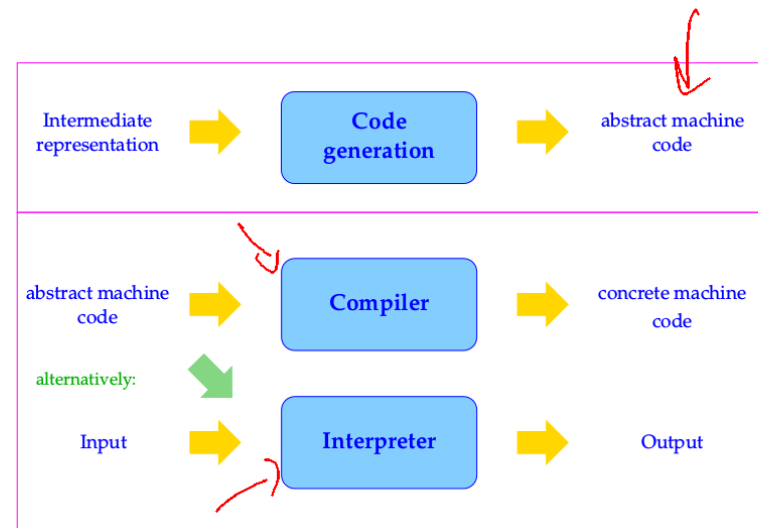 Intermediate
representation
Code
generation
abstract machine
code
abstract machine
code
Compiler
concrete machine
code
alternatively:
Input
Interpreter
Output